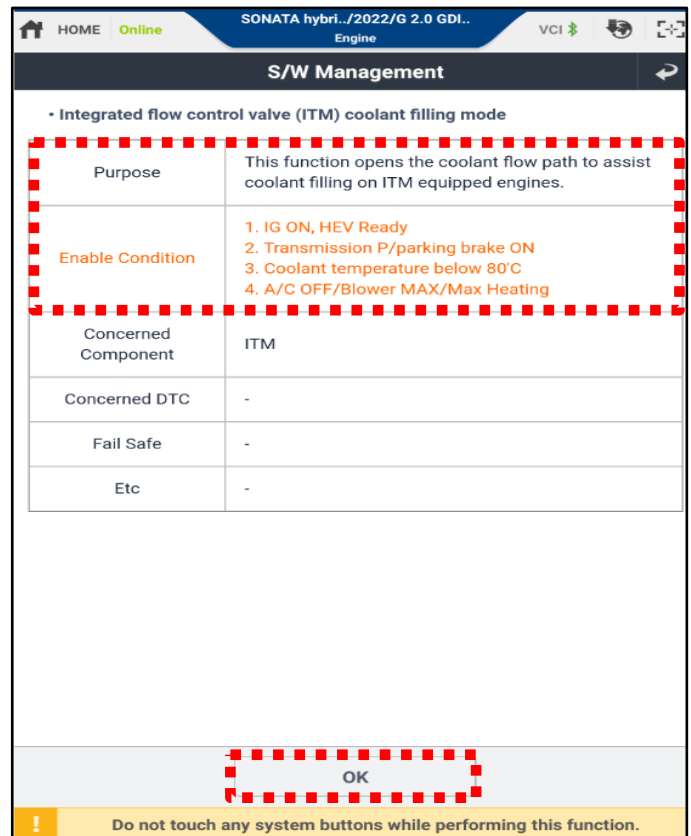 HOME Online
SONATA hybri../2022/G 2.0 GDI..
Engine
VCI
S/W Management
• Integrated flow control valve (ITM) coolant filling mode
Purpose
This function opens the coolant flow path to assist
coolant filling on ITM equipped engines.
Enable Condition
1. IG ON, HEV Ready
2. Transmission P/parking brake ON
3. Coolant temperature below 80'C
4. A/C OFF/Blower MAX/Max Heating
Concerned
Component
ITM
Concerned DTC
-
Fail Safe
-
Etc
-
OK
! Do not touch any system buttons while performing this function.